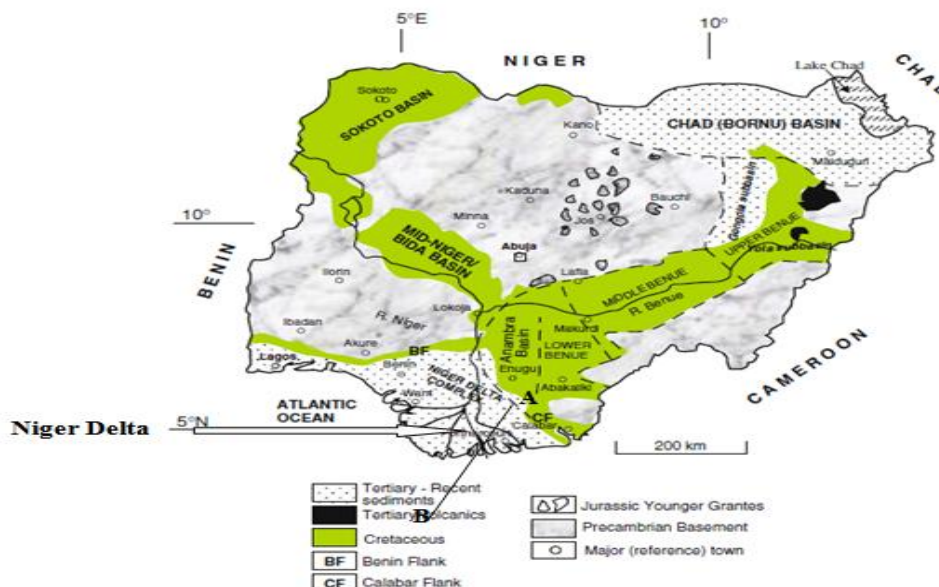 5°E
10°
NIGER
CHAD
Lake Chad
Sokoto
SOKOTO BASIN
Kano
CHAD (BORNU) BASIN
Maiduguri
Kaduna
Bauchi
Gongola subbasin
Jos
Minna
10°
MID-NIGER/
BIDA BASIN
Abuja
UPPER BENUE
Yola subbasin
BENIN
Ilorin
Lafia
MIDDLE BENUE
R. Benue
Lokoja
Makurdi
Ibadan
R. Niger
Anambra
Basin
LOWER
BENUE
CAMEROON
Akure
BF
Enugu
Lagos
Benin
Abakaliki
NIGER DELTA
COMPLEX
A
Warri
ATLANTIC
OCEAN
CF
Calabar
Niger Delta
5°N
200 km
Tertiary - Recent
sediments
Tertiary Volcanics
B
Cretaceous
BF
Benin Flank
CF
Calabar Flank
Jurassic Younger Grantes
Precambrian Basement
Major (reference) town